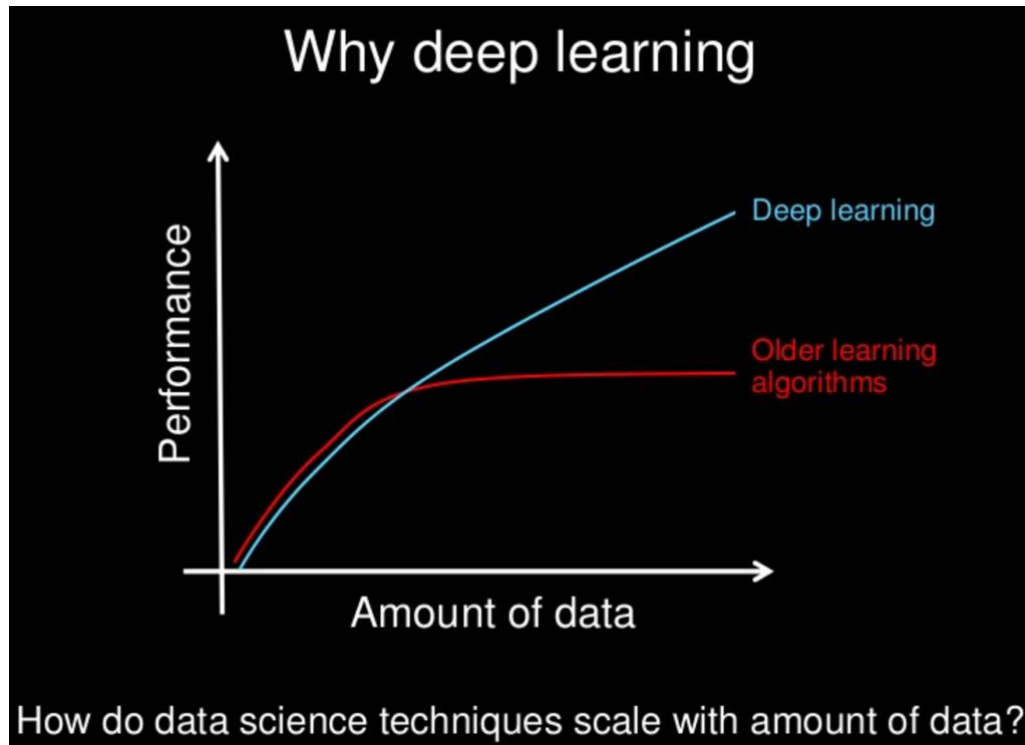 Why deep learning
Performance
Deep learning
Older learning
algorithms
Amount of data
How do data science techniques scale with amount of data?